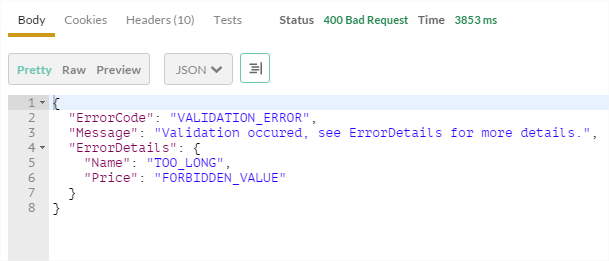 Body Cookies Headers (10) Tests Status 400 Bad Request Time 3853 ms
Pretty Raw Preview JSON
1 {
2 "ErrorCode": "VALIDATION_ERROR",
3 "Message": "Validation occured, see ErrorDetails for more details.",
4 "ErrorDetails": {
5 "Name": "TOO_LONG",
6 "Price": "FORBIDDEN_VALUE"
7 }
8 }